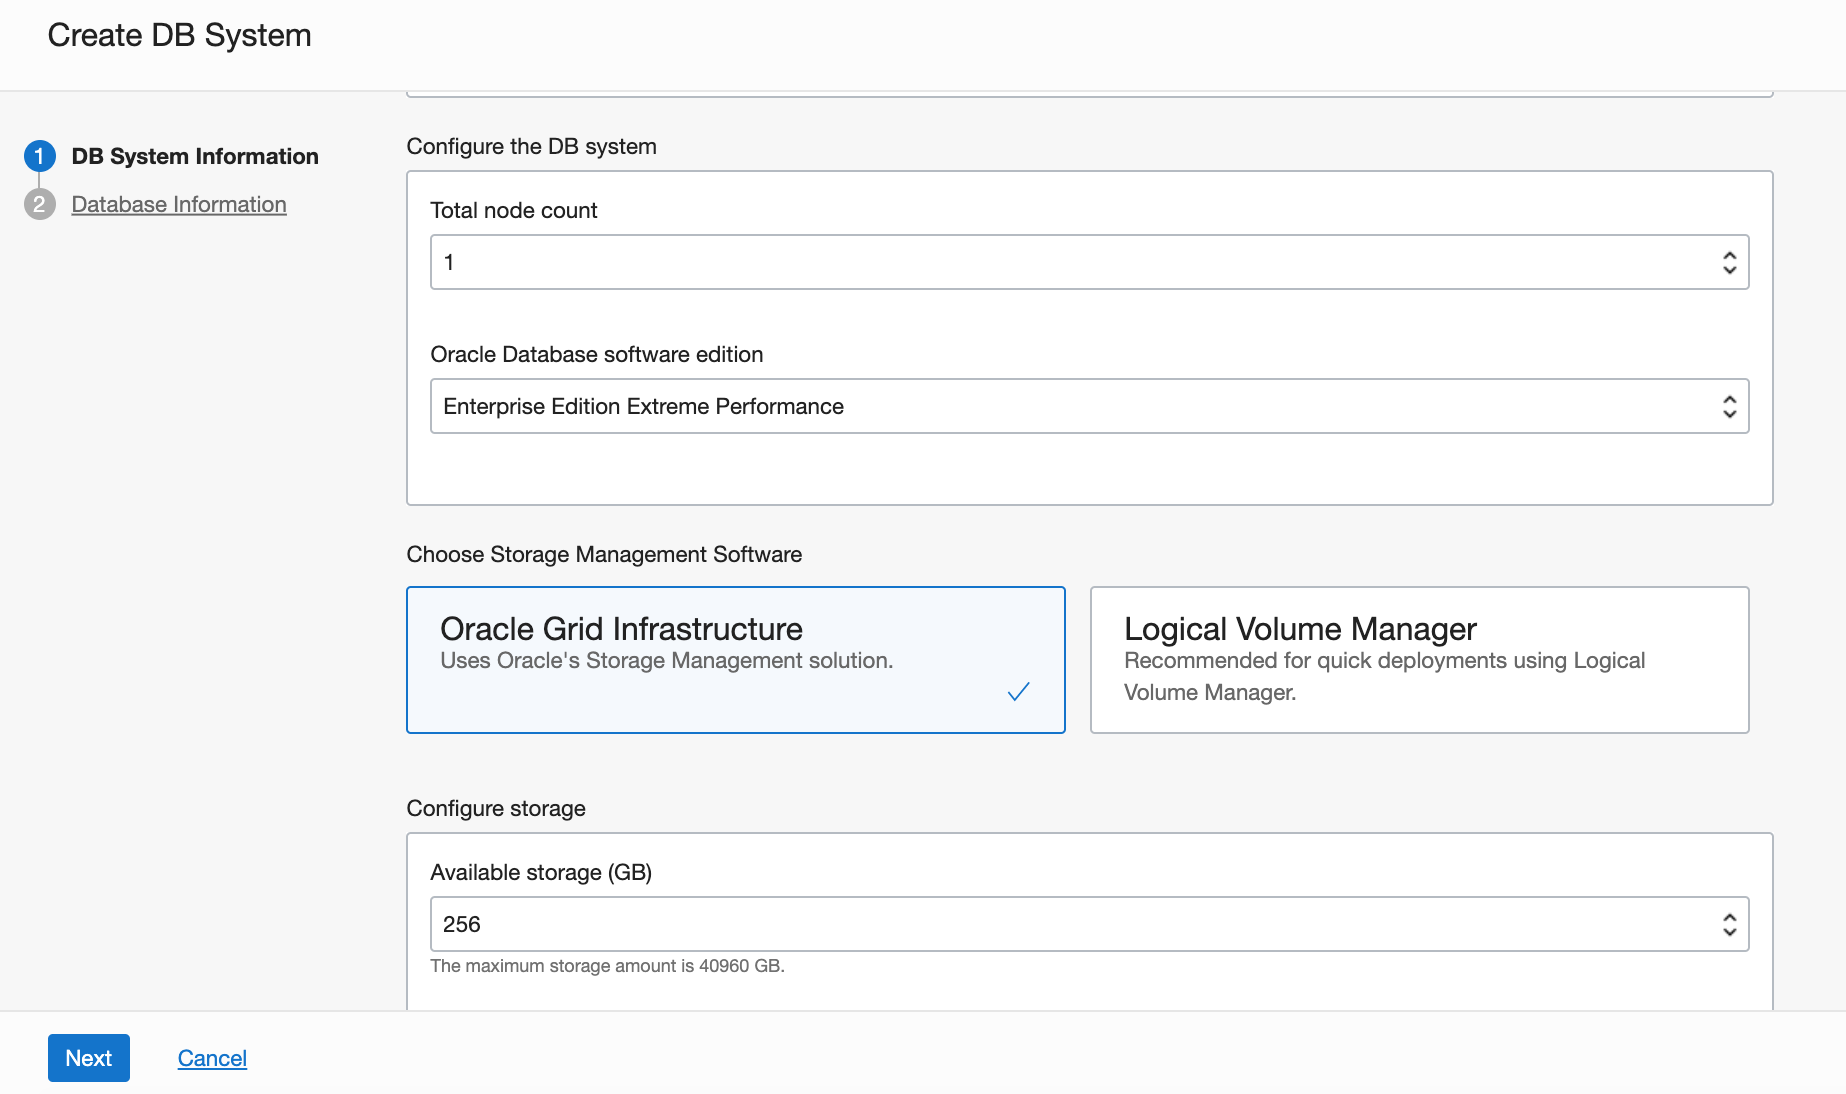 Create DB System
1 DB System Information
2 Database Information
Configure the DB system
Total node count
1
Oracle Database software edition
Enterprise Edition Extreme Performance
Choose Storage Management Software
Oracle Grid Infrastructure
Uses Oracle's Storage Management solution.
Logical Volume Manager
Recommended for quick deployments using Logical
Volume Manager.
Configure storage
Available storage (GB)
256
The maximum storage amount is 40960 GB.
Next
Cancel